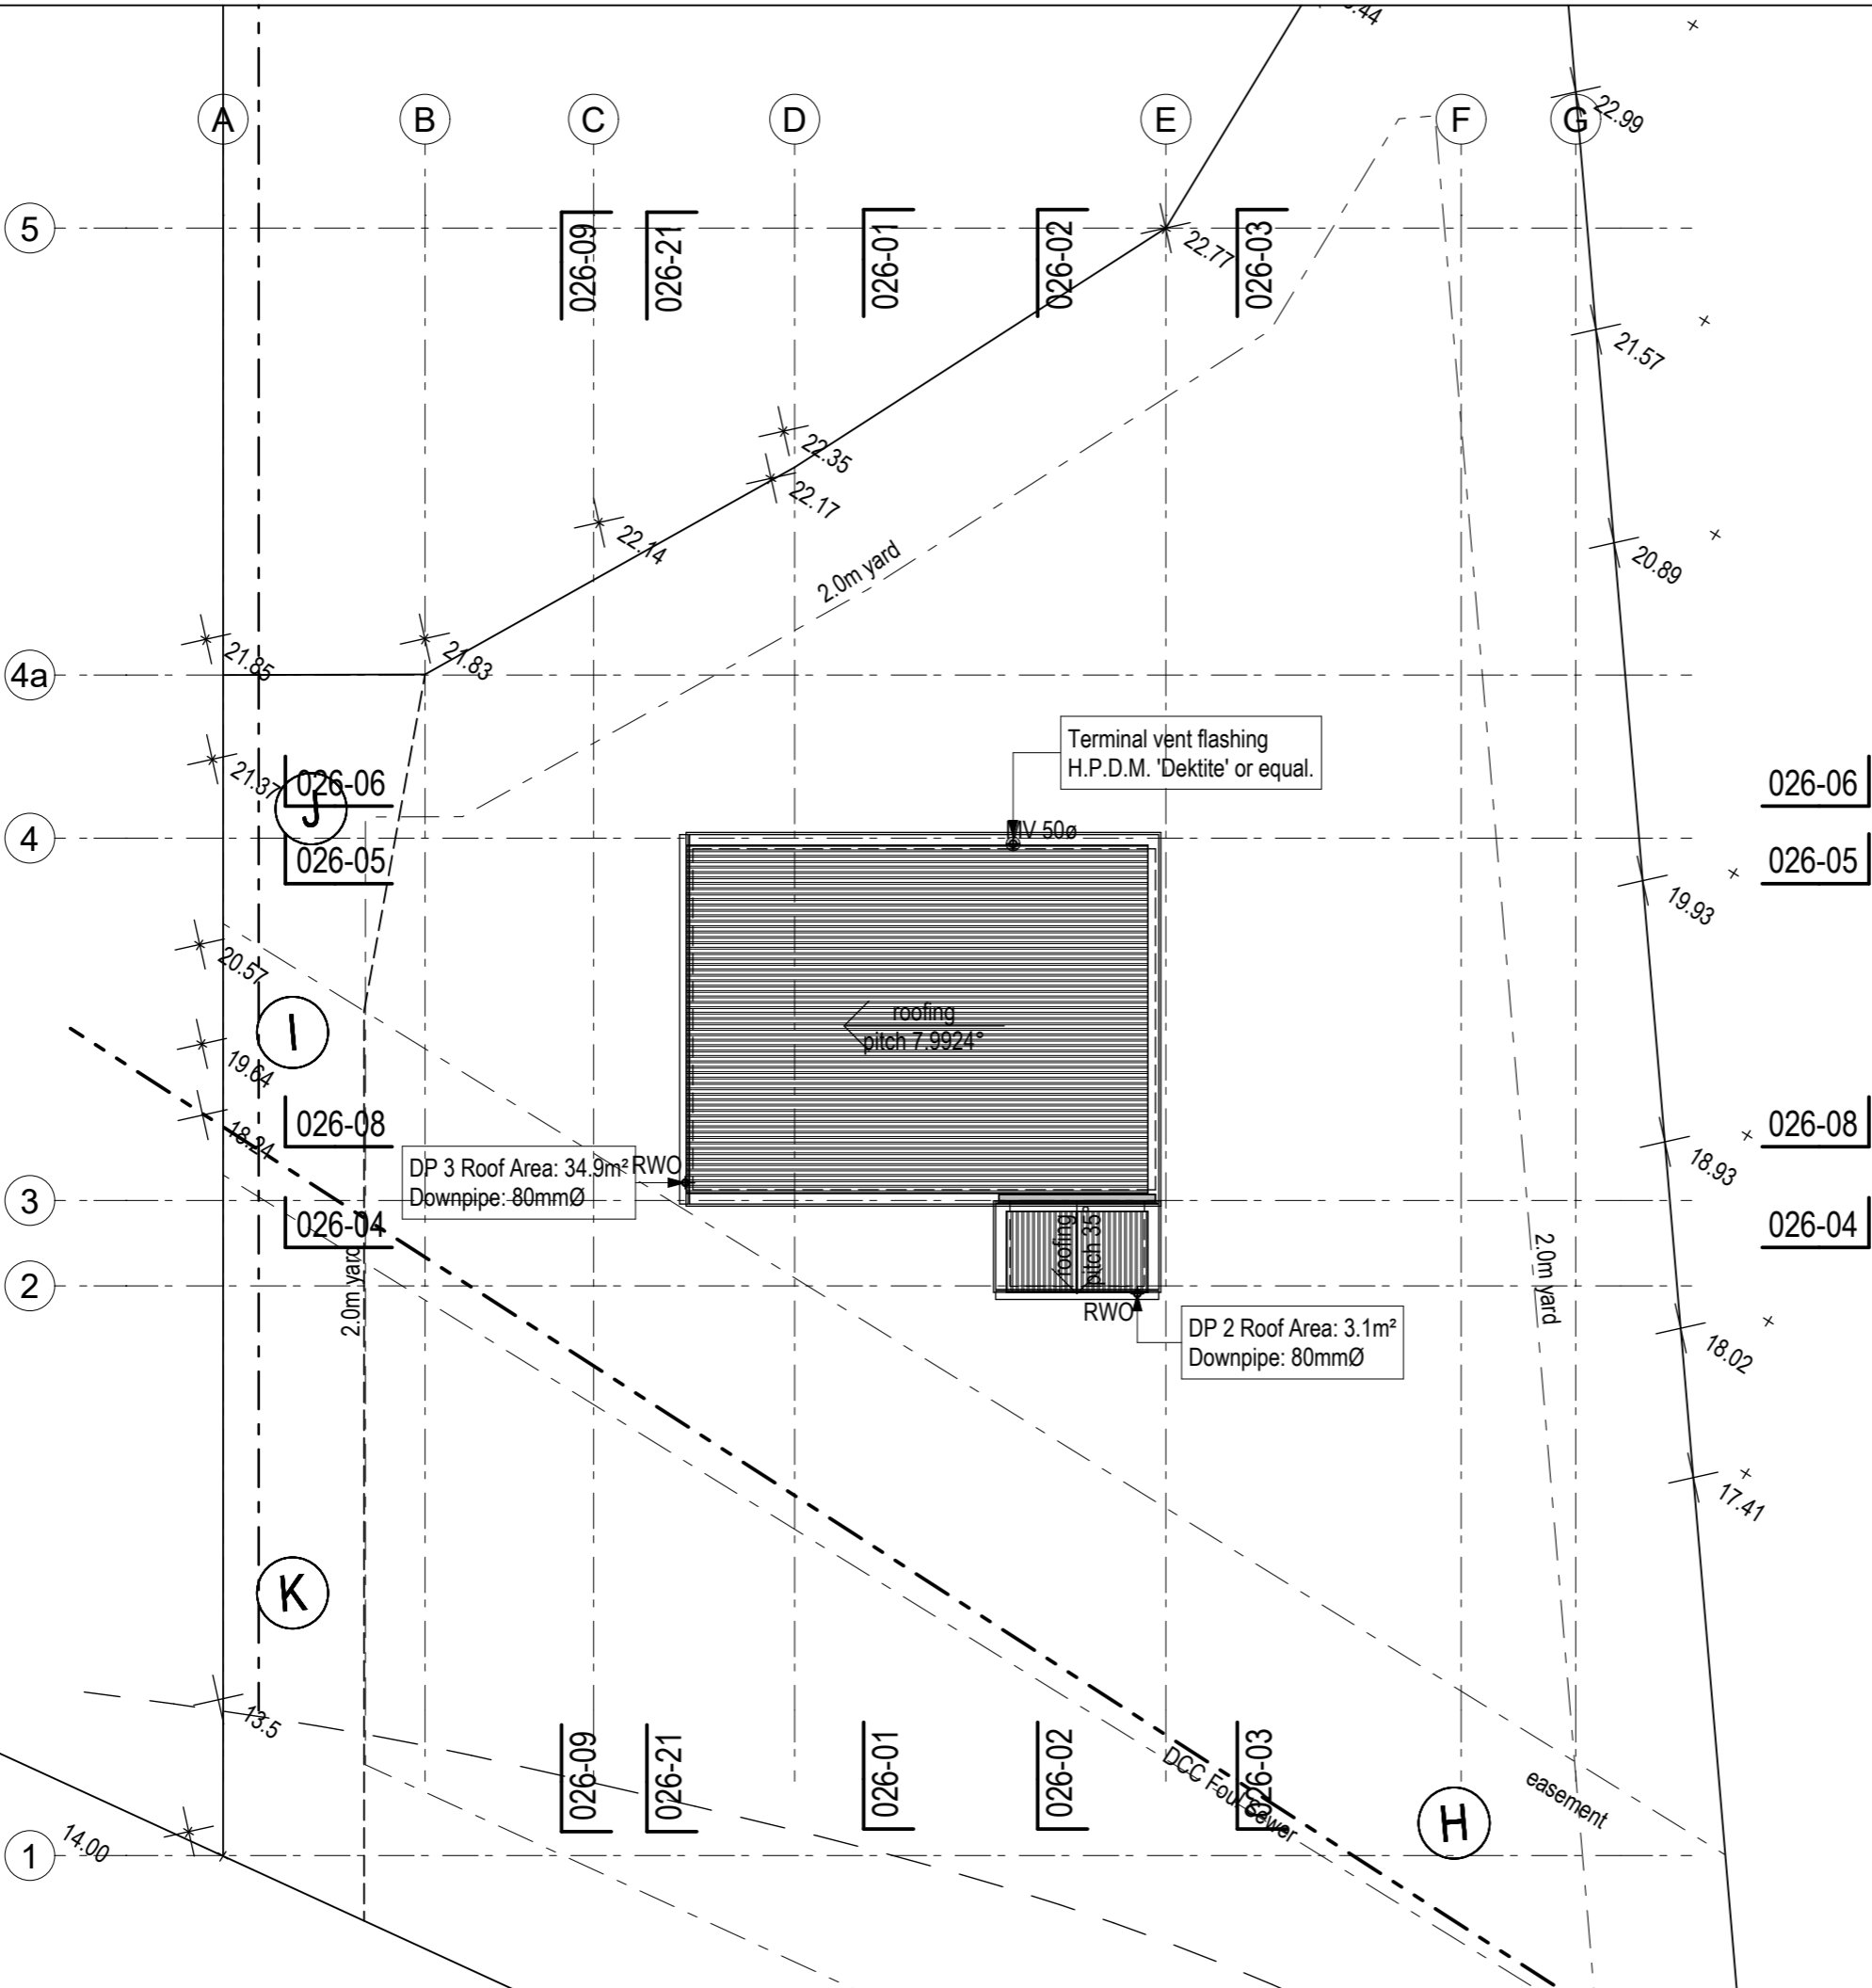 A
B
C
D
E
F
G
22.99
5
026-09
026-21
026-01
026-02
22.77
026-03
21.57
22.35
22.17
22.14
20.89
2.0m yard
21.85
21.83
4a
Terminal vent flashing
H.P.D.M. 'Dektite' or equal.
21.37
026-06
J
026-06
4
MV 50ø
026-05
026-05
19.93
20.57
I
roofing
pitch 7.9924°
19.64
18.24
026-08
026-08
18.93
DP 3 Roof Area: 34.9m²
Downpipe: 80mmØ
RWO
3
026-04
026-04
roofing
pitch 35°
2.0m yard
2.0m yard
2
RWO
DP 2 Roof Area: 3.1m²
Downpipe: 80mmØ
18.02
17.41
K
13.5
026-09
026-21
026-01
026-02
026-03
DCC Foul Sewer
easement
H
1
14.00